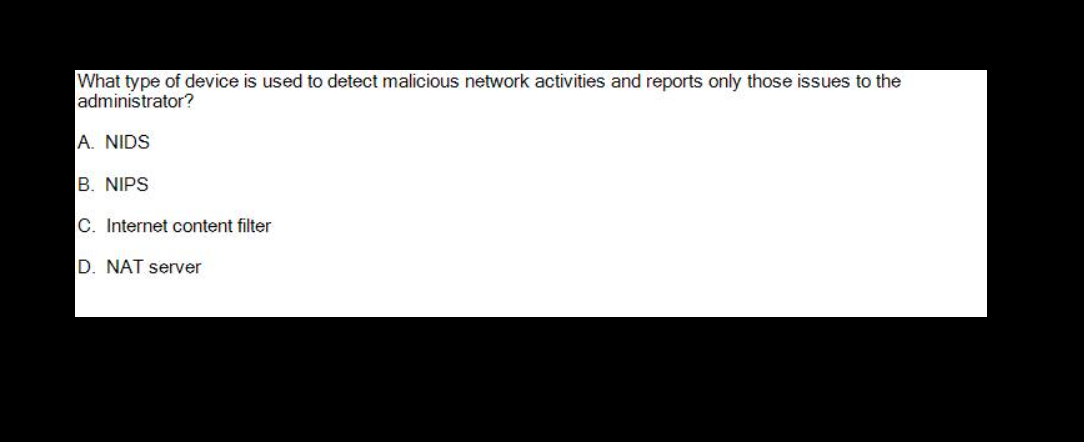 What type of device is used to detect malicious network activities and reports only those issues to the
administrator?
A. NIDS
B. NIPS
C. Internet content filter
D. NAT server